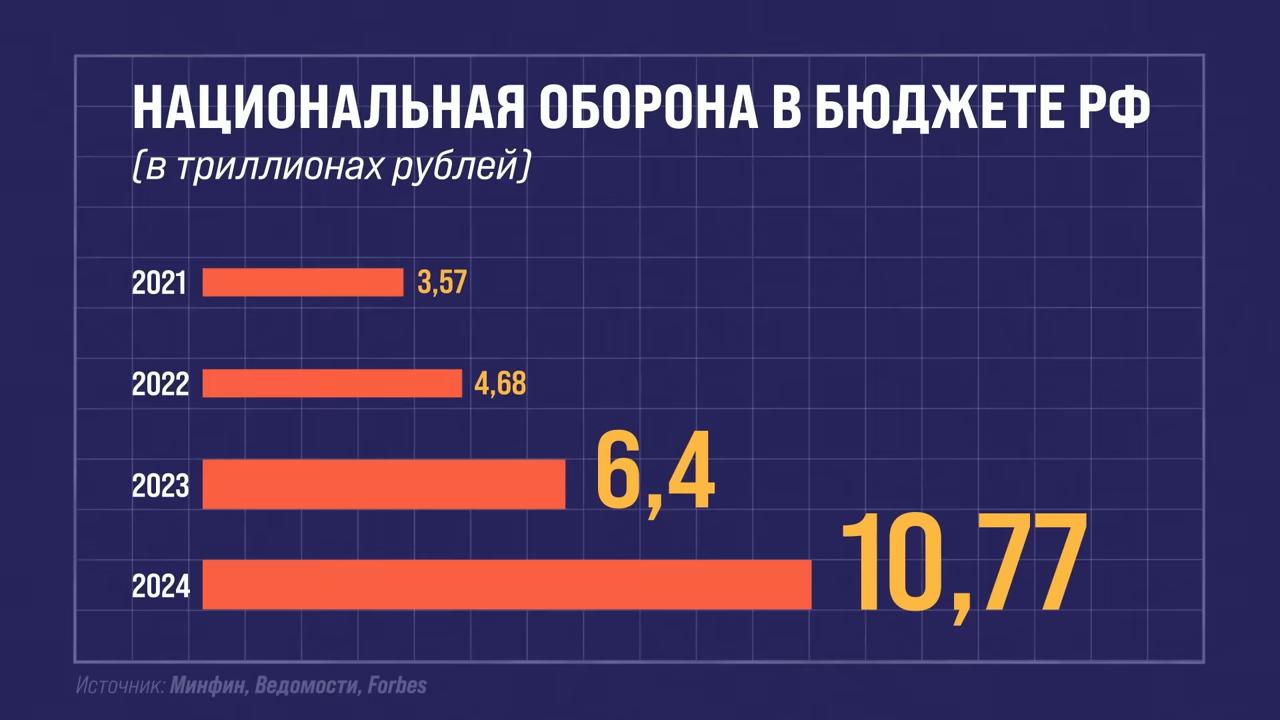 НАЦИОНАЛЬНАЯ ОБОРОНА В БЮДЖЕТЕ РФ
(в триллионах рублей)
2021 3,57
2022 4,68
2023 6,4
2024 10,77
Источник: Минфин, Ведомости, Forbes